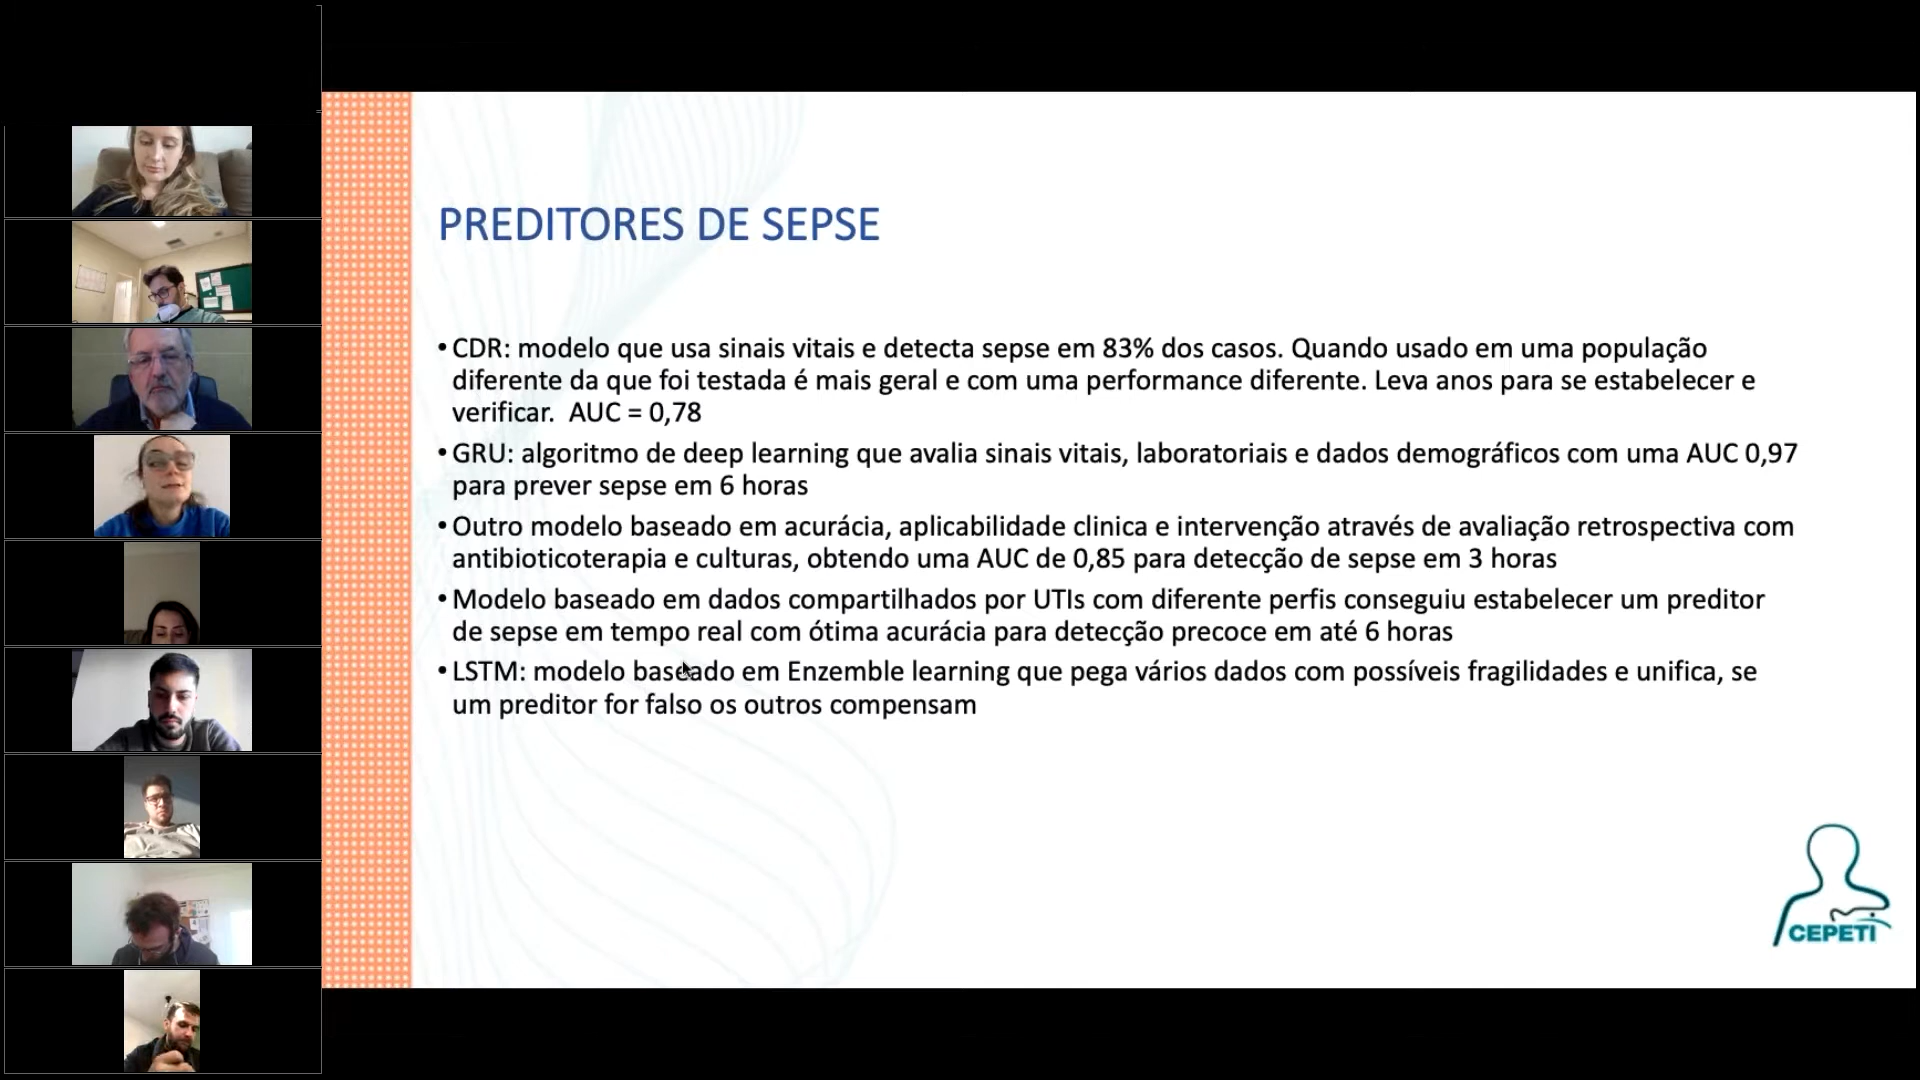 PREDITORES DE SEPSE
• CDR: modelo que usa sinais vitais e detecta sepse em 83% dos casos. Quando usado em uma população
diferente da que foi testada é mais geral e com uma performance diferente. Leva anos para se estabelecer e
verificar.  AUC = 0,78
• GRU: algoritmo de deep learning que avalia sinais vitais, laboratoriais e dados demográficos com uma AUC 0,97
para prever sepse em 6 horas
• Outro modelo baseado em acurácia, aplicabilidade clinica e intervenção através de avaliação retrospectiva com
antibioticoterapia e culturas, obtendo uma AUC de 0,85 para detecção de sepse em 3 horas
• Modelo baseado em dados compartilhados por UTIs com diferente perfis conseguiu estabelecer um preditor
de sepse em tempo real com ótima acurácia para detecção precoce em até 6 horas
• LSTM: modelo baseado em Enzemble learning que pega vários dados com possíveis fragilidades e unifica, se
um preditor for falso os outros compensam
CEPETI